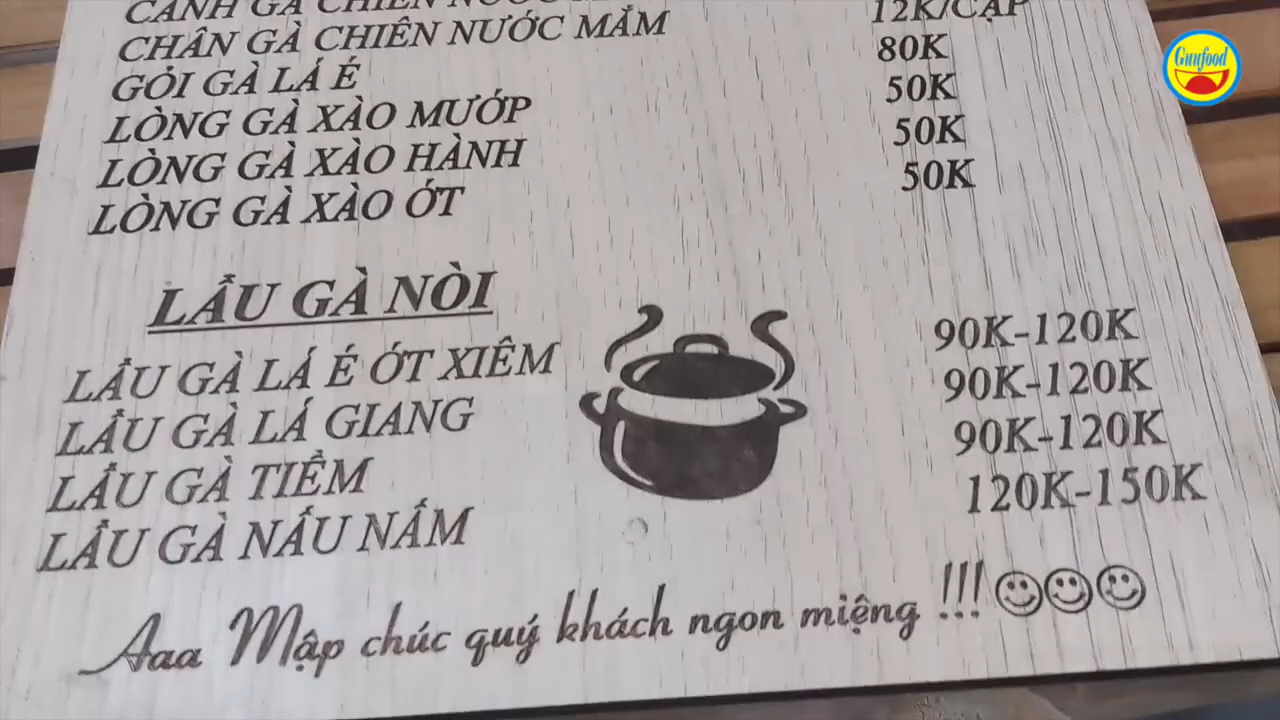 CÁNH GÀ CHIÊN NƯỚC
CHÂN GÀ CHIÊN NƯỚC MẮM 12K/CẶP
GỎI GÀ LÁ É 80K
LÒNG GÀ XÀO MƯỚP 50K
LÒNG GÀ XÀO HÀNH 50K
LÒNG GÀ XÀO ỚT 50K
LẨU GÀ NÒI
LẨU GÀ LÁ É ỚT XIÊM 90K-120K
LẨU GÀ LÁ GIANG 90K-120K
LẨU GÀ TIỀM 90K-120K
LẨU GÀ NẤU NẤM 120K-150K
Aaa Mập chúc quý khách ngon miệng !!!
Gunfood